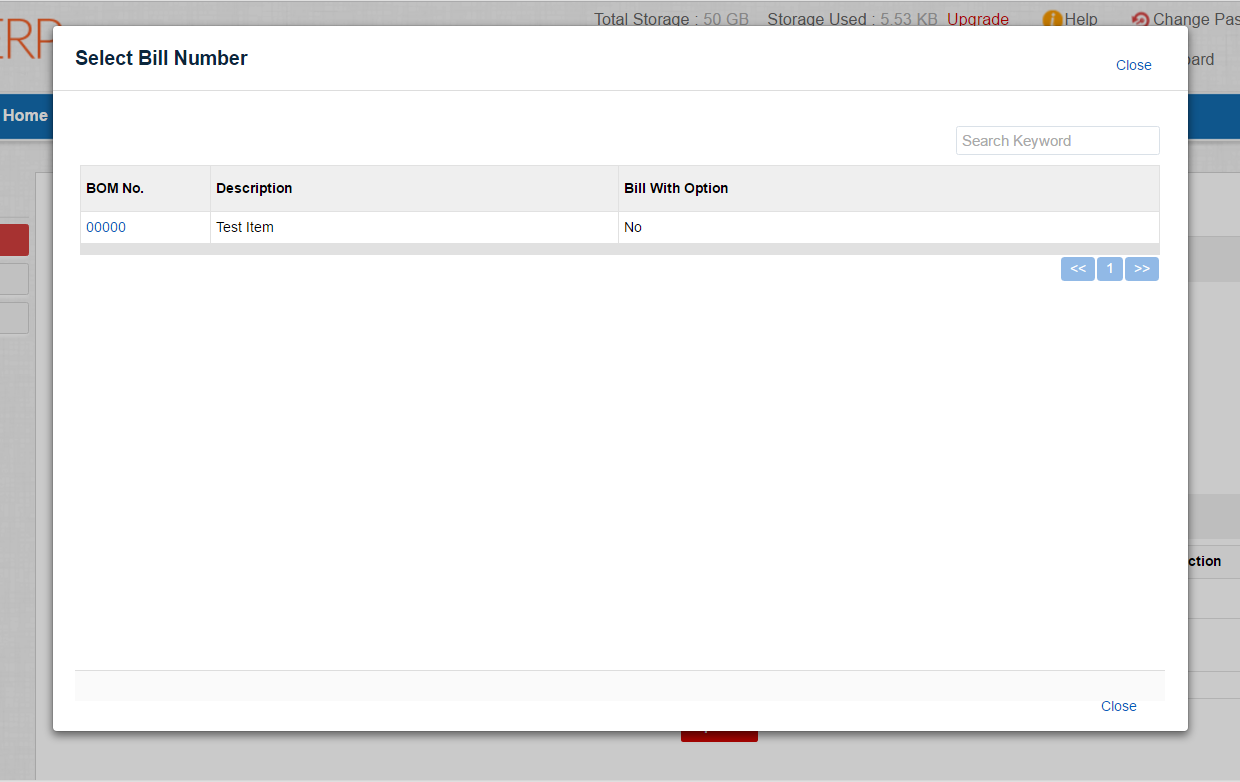 ERP
Total Storage : 50 GB Storage Used : 5.53 KB Upgrade Help Change Pas
Select Bill Number
Close
oard
Home
Search Keyword
BOM No. Description Bill With Option
00000 Test Item No
<< 1 >>
ction
Close